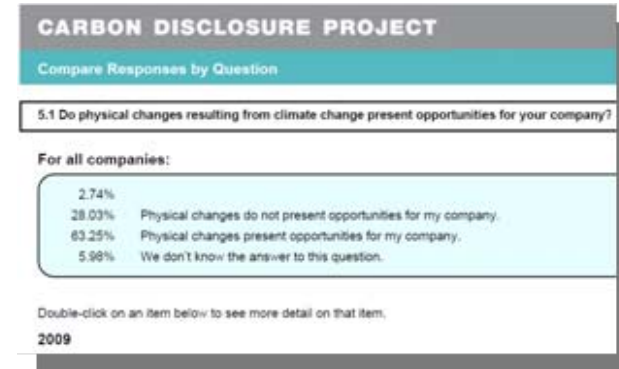 CARBON DISCLOSURE PROJECT
Compare Responses by Question
5.1 Do physical changes resulting from climate change present opportunities for your company?
For all companies:
2.74%
28.03% Physical changes do not present opportunities for my company.
63.25% Physical changes present opportunities for my company.
5.98% We don't know the answer to this question.
Double-click on an item below to see more detail on that item.
2009